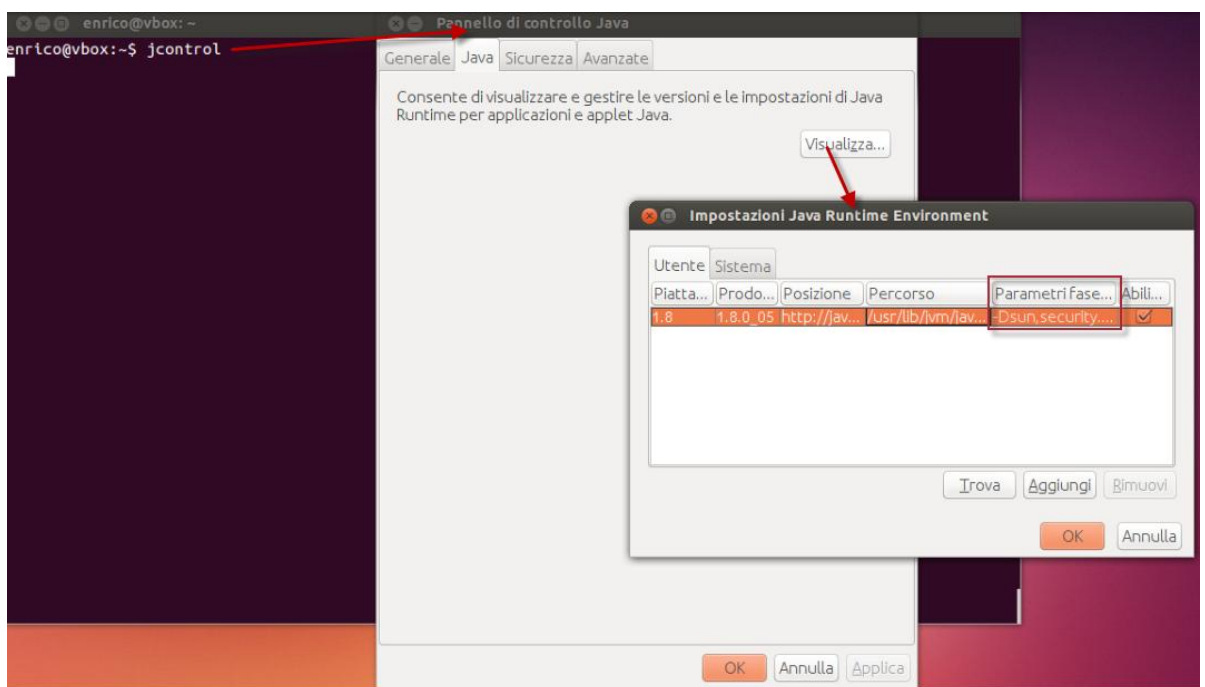 enrico@vbox: ~
enrico@vbox:~$ jcontrol
Pannello di controllo Java
Generale Java Sicurezza Avanzate
Consente di visualizzare e gestire le versioni e le impostazioni di Java
Runtime per applicazioni e applet Java.
Visualizza...
Impostazioni Java Runtime Environment
Utente Sistema
Piatta... Prodo... Posizione Percorso Parametri fase... Abili...
1.8 1.8.0_05 http://jav... /usr/lib/jvm/jav... -Dsun,security....
Trova Aggiungi Rimuovi
OK Annulla
OK Annulla Applica